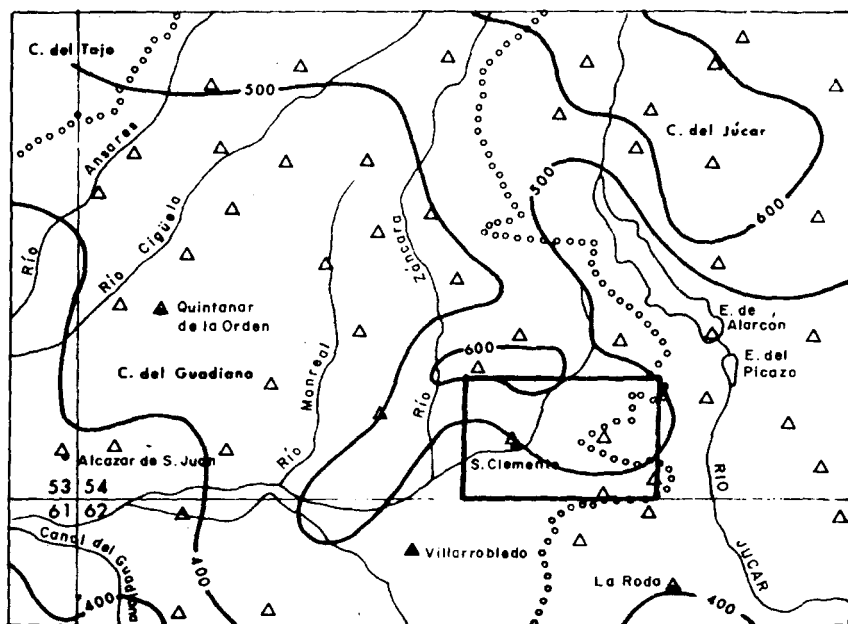 C. del Tajo
500
C. del Júcar
Ansares
Río
Cigüela
Río
Záncara
500
600
Quintanar
de la Orden
E. de
Alarcón
E. del
Picazo
C. del Guadiana
Monreal
Río
600
Río
S. Clemente
Alcazar de S. Juan
RIO
JUCAR
53 54
61 62
Canal del Guadiana
400
400
Villarrobledo
La Roda
400